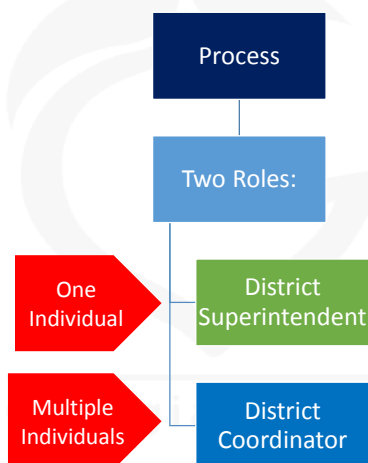 Process
Two Roles:
One
Individual
District
Superintendent
Multiple
Individuals
District
Coordinator